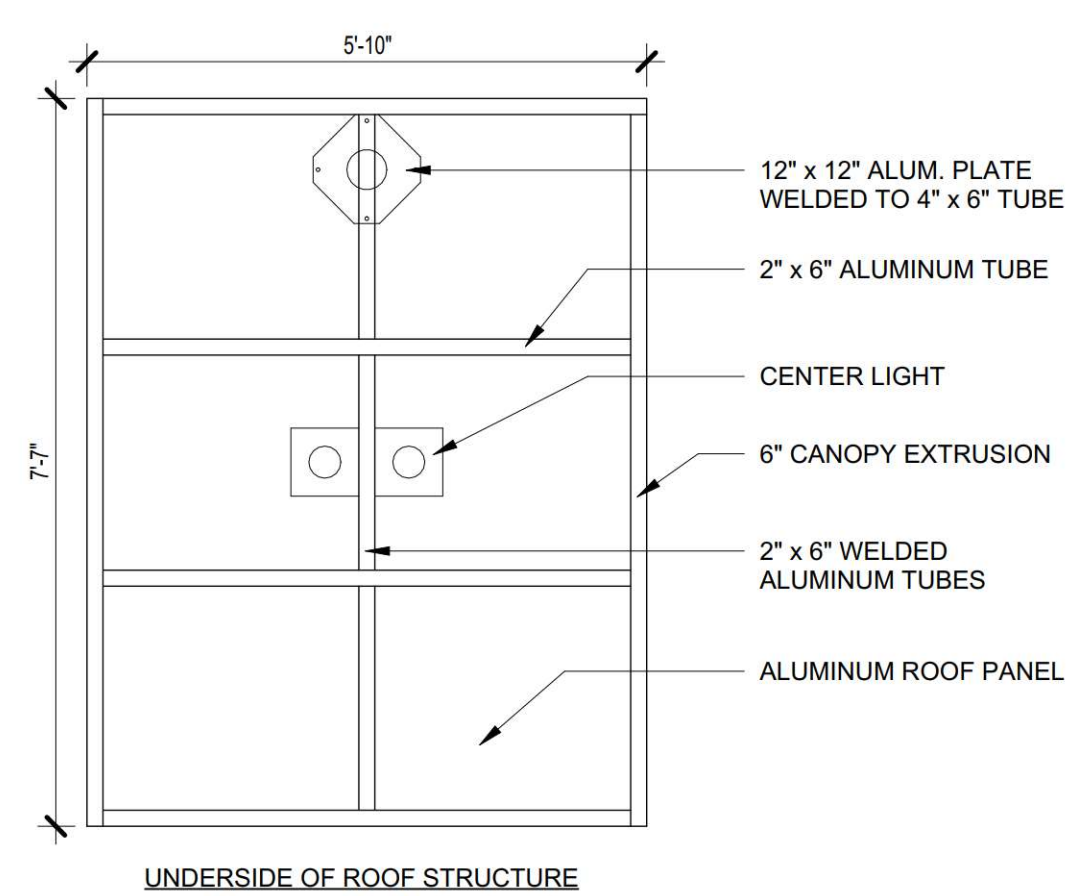 5'-10"
12" x 12" ALUM. PLATE
WELDED TO 4" x 6" TUBE
2" x 6" ALUMINUM TUBE
CENTER LIGHT
7'-7"
6" CANOPY EXTRUSION
2" x 6" WELDED
ALUMINUM TUBES
ALUMINUM ROOF PANEL
UNDERSIDE OF ROOF STRUCTURE